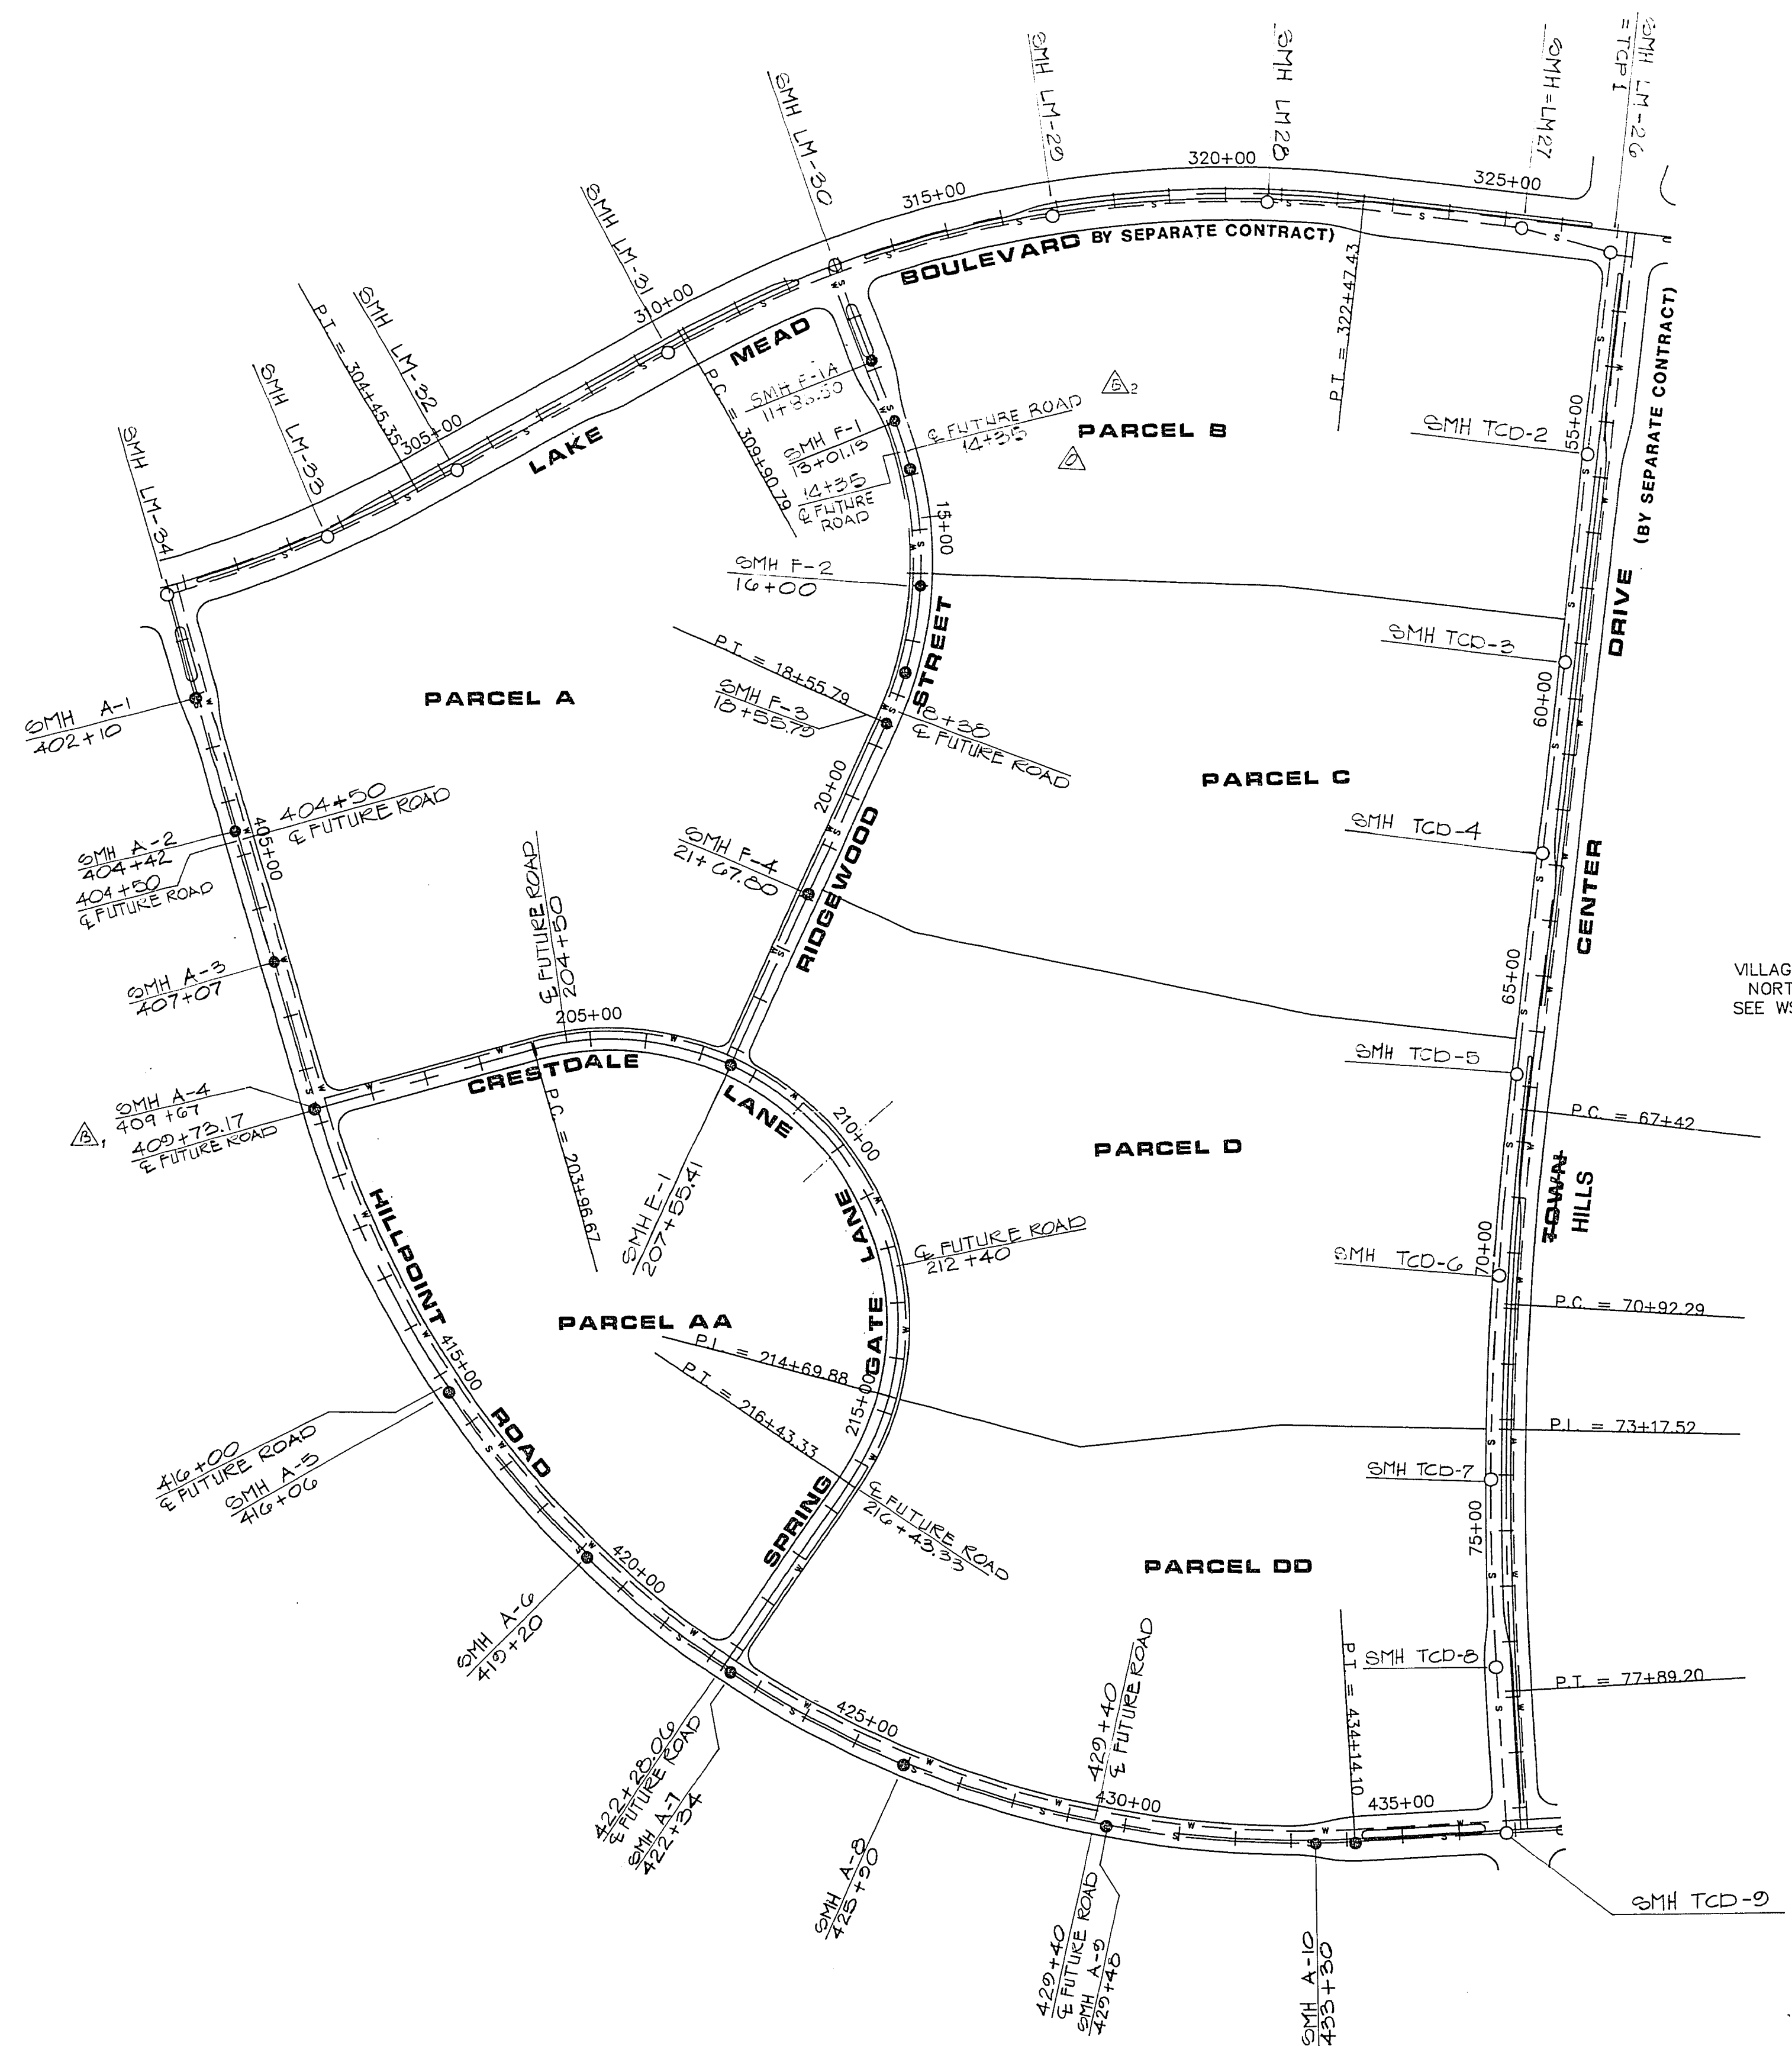 SMH LM-34
SMH LM-33
P.T. = 304+45.35
SMH LM-32
305+00
SMH LM-31
310+00
P.C. = 309+90.79
SMH LM-30
315+00
SMH LM-29
320+00
SMH LM28
325+00
SMH=LM27
SMH LM-26
=TCP1
LAKE
MEAD
BOULEVARD BY SEPARATE CONTRACT)
P.T. = 322+47.43
SMH F-1A
11+86.50
SMH F-1
13+01.13
14+35
℄ FUTURE
ROAD
℄ FUTURE ROAD
14+35
2
PARCEL B
15+00
SMH F-2
16+00
P.T. = 18+55.79
SMH F-3
18+55.79
18+38
℄ FUTURE ROAD
STREET
20+00
RIDGEWOOD
SMH F-4
21+67.80
PARCEL A
PARCEL C
SMH TCD-2
55+00
(BY SEPARATE CONTRACT)
DRIVE
SMH TCD-3
60+00
SMH TCD-4
CENTER
65+00
SMH TCD-5
VILLAG
NORT
SEE WS
SMH A-1
402+10
404+50
℄ FUTURE ROAD
SMH A-2
404+42
404+50
℄ FUTURE ROAD
405+00
SMH A-3
407+07
℄ FUTURE ROAD
204+50
205+00
CRESTDALE
LANE
P.C. = 203+96.67
SMH A-4
409+67
409+73.17
℄ FUTURE ROAD
B,
SMH E-1
207+55.41
210+00
LANE
℄ FUTURE ROAD
212+40
PARCEL D
P.C. = 67+42
TOWN
HILLS
70+00
SMH TCD-6
P.C. = 70+92.29
HILLPOINT
PARCEL AA
P.I. = 214+69.88
P.T. = 216+43.33
GATE
215+00
P.I. = 73+17.52
415+00
ROAD
416+00
℄ FUTURE ROAD
SMH A-5
416+06
SPRING
℄ FUTURE ROAD
216+43.33
SMH TCD-7
75+00
PARCEL DD
420+00
SMH A-6
419+20
SMH TCD-8
P.T. = 77+89.20
422+28.06
℄ FUTURE ROAD
SMH A-7
422+34
425+00
SMH A-8
425+90
429+40
℄ FUTURE ROAD
430+00
P.T = 434+14.10
435+00
429+40
℄ FUTURE ROAD
SMH A-9
429+48
SMH A-10
433+30
SMH TCD-9